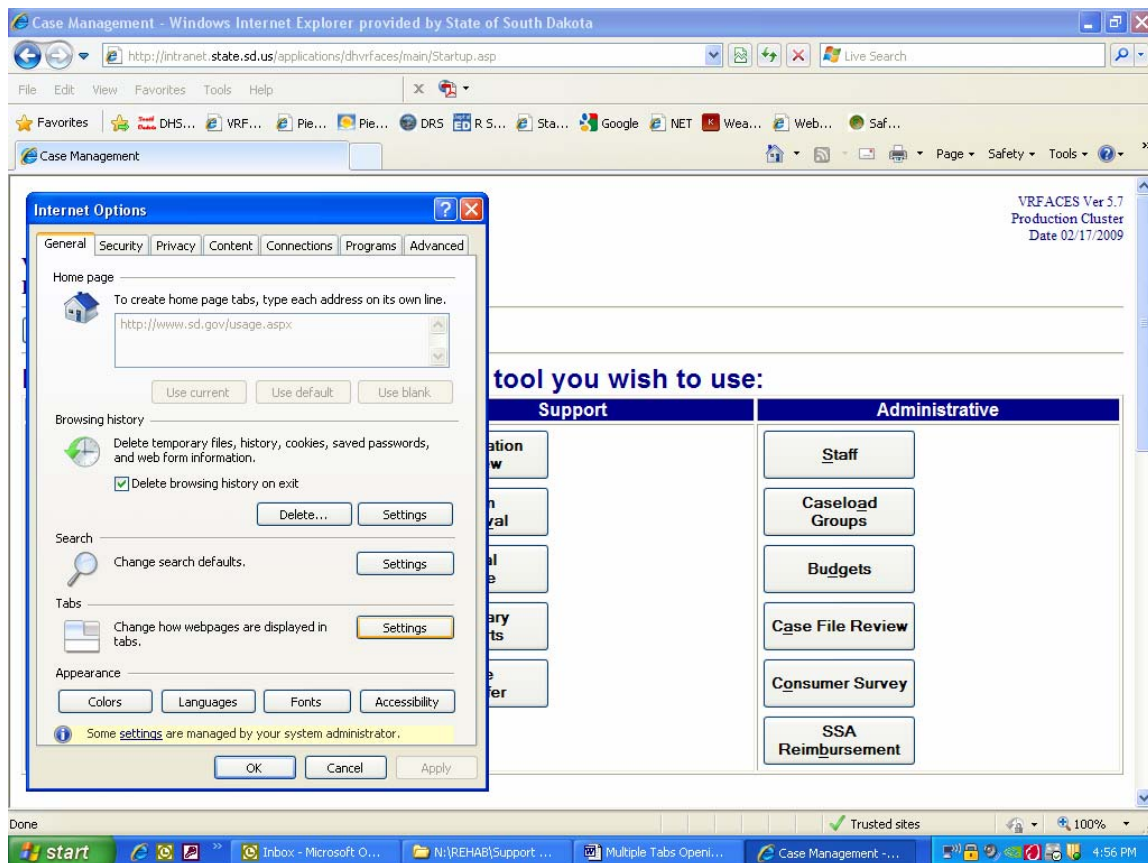 Case Management - Windows Internet Explorer provided by State of South Dakota
http://intranet.state.sd.us/applications/dhvrfaces/main/Startup.asp
Live Search
File Edit View Favorites Tools Help
Favorites DHS... VRF... Pie... Pie... DRS R S... Sta... Google NET Wea... Web... Saf...
Case Management
Page Safety Tools
VRFACES Ver 5.7
Production Cluster
Date 02/17/2009
Internet Options
General Security Privacy Content Connections Programs Advanced
Home page
To create home page tabs, type each address on its own line.
http://www.sd.gov/usage.aspx
Use current Use default Use blank
Browsing history
Delete temporary files, history, cookies, saved passwords,
and web form information.
Delete browsing history on exit
Delete... Settings
Search
Change search defaults.
Settings
Tabs
Change how webpages are displayed in
tabs.
Settings
Appearance
Colors Languages Fonts Accessibility
Some settings are managed by your system administrator.
OK Cancel Apply
tool you wish to use:
Support
Administrative
Staff
Caseload
Groups
Budgets
Case File Review
Consumer Survey
SSA
Reimbursement
Done
Trusted sites
100%
start
Inbox - Microsoft O...
N:\REHAB\Support ...
Multiple Tabs Openi...
Case Management -...
4:56 PM